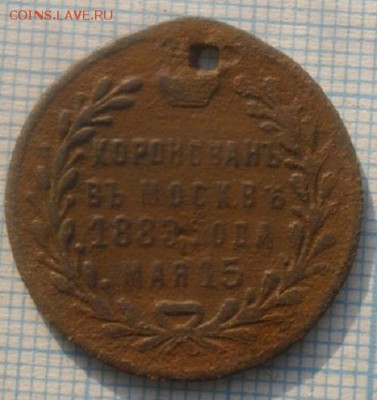 COINS.LAVE.RU
КОРОНОВАНЪ
ВЪ МОСКВѢ
1883 ГОДА
МАЯ 15